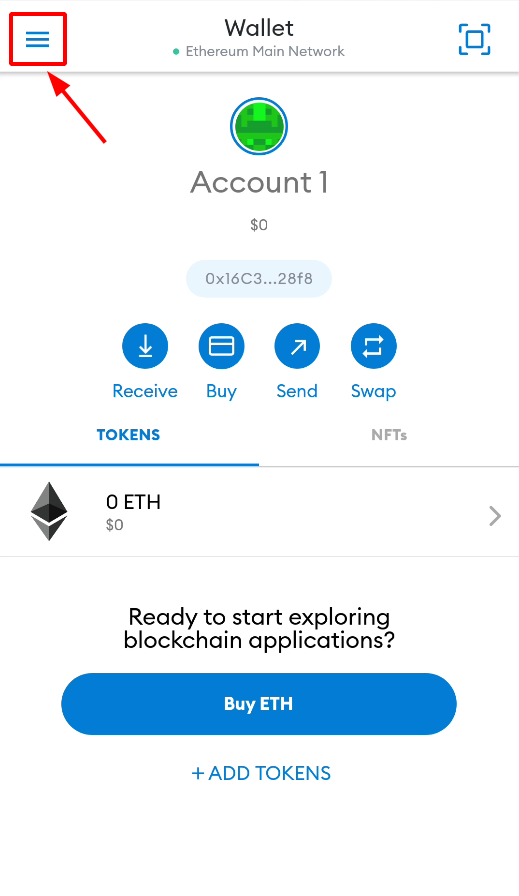 Wallet
Ethereum Main Network
Account 1
$0
0x16C3...28f8
Receive Buy Send Swap
TOKENS NFTs
0 ETH
$0
Ready to start exploring
blockchain applications?
Buy ETH
+ ADD TOKENS